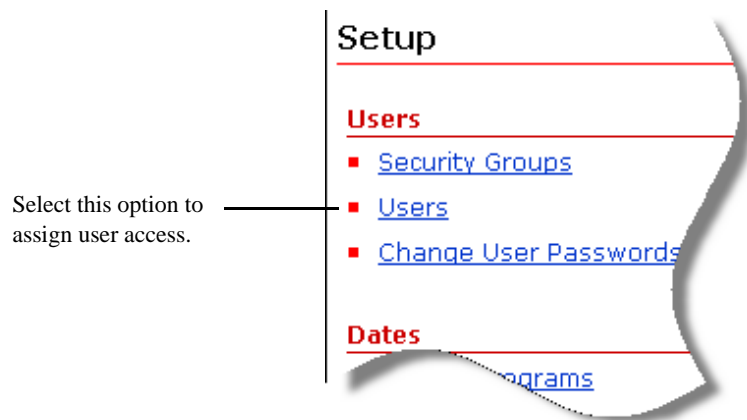 Setup
Users
Security Groups
Select this option to
assign user access.
Users
Change User Passwords
Dates